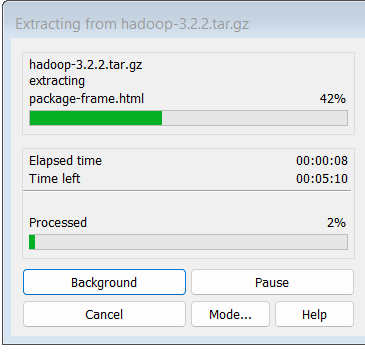 Extracting from hadoop-3.2.2.tar.gz
hadoop-3.2.2.tar.gz
extracting
package-frame.html 42%
Elapsed time 00:00:08
Time left 00:05:10
Processed 2%
Background Pause
Cancel Mode... Help